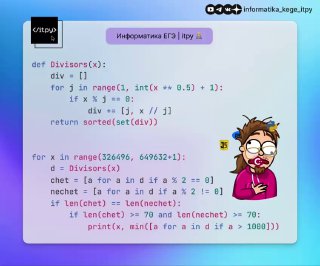 informatika_kege_itpy
</itpy>
Информатика ЕГЭ | itpy
def Divisors(x):
    div = []
    for j in range(1, int(x ** 0.5) + 1):
        if x % j == 0:
            div += [j, x // j]
    return sorted(set(div))
for x in range(326496, 649632+1):
    d = Divisors(x)
    chet = [a for a in d if a % 2 == 0]
    nechet = [a for a in d if a % 2 != 0]
    if len(chet) == len(nechet):
        if len(chet) >= 70 and len(nechet) >= 70:
            print(x, min([a for a in d if a > 1000]))